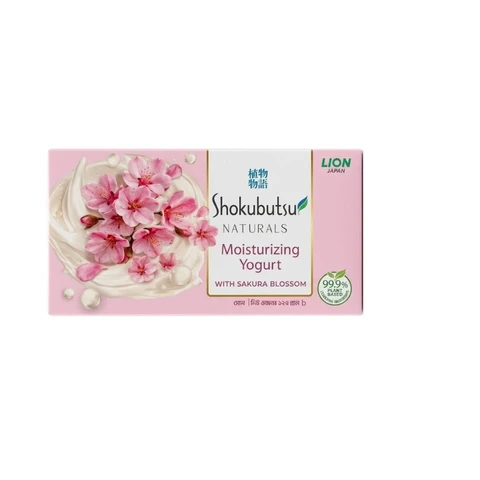 植物
物語
Shokubutsu
NATURALS
Moisturizing
Yogurt
WITH SAKURA BLOSSOM
LION
JAPAN
99.9%
PLANT
BASED